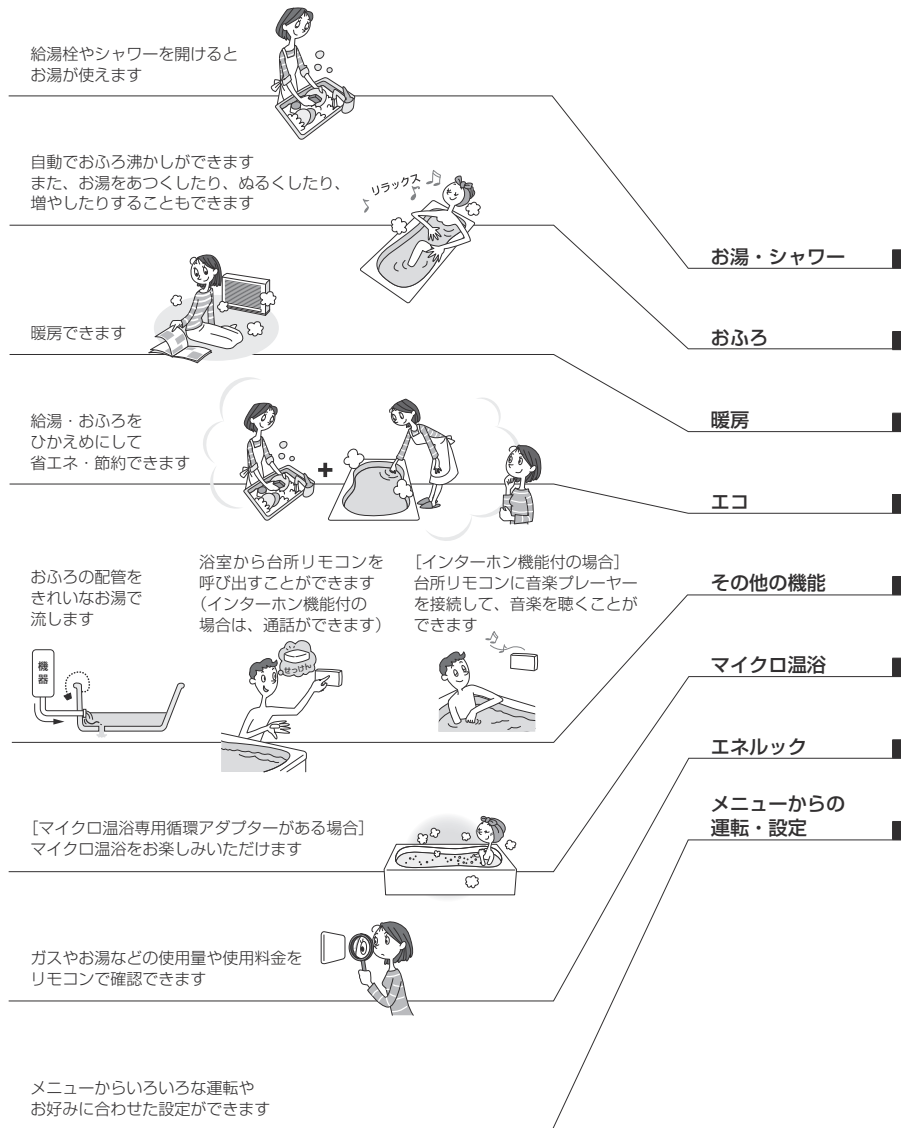 給湯栓やシャワーを開けると
お湯が使えます
自動でおふろ沸かしができます
また、お湯をあつくしたり、ぬるくしたり、
増やしたりすることもできます
リラックス
お湯・シャワー
おふろ
暖房できます
暖房
給湯・おふろを
ひかえめにして
省エネ・節約できます
エコ
おふろの配管を
きれいなお湯で
流します
機器
浴室から台所リモコンを
呼び出すことができます
（インターホン機能付の
場合は、通話ができます）
せっけん
［インターホン機能付の場合］
台所リモコンに音楽プレーヤー
を接続して、音楽を聴くことが
できます
その他の機能
マイクロ温浴
エネルック
メニューからの
運転・設定
［マイクロ温浴専用循環アダプターがある場合］
マイクロ温浴をお楽しみいただけます
ガスやお湯などの使用量や使用料金を
リモコンで確認できます
メニューからいろいろな運転や
お好みに合わせた設定ができます